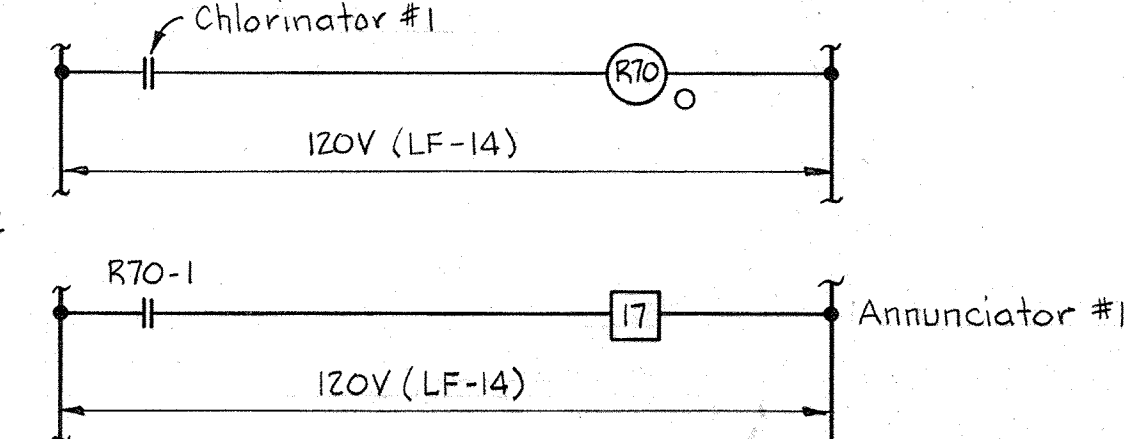 Chlorinator #1
R70
120V (LF-14)
R70-1
17
Annunciator #1
120V (LF-14)